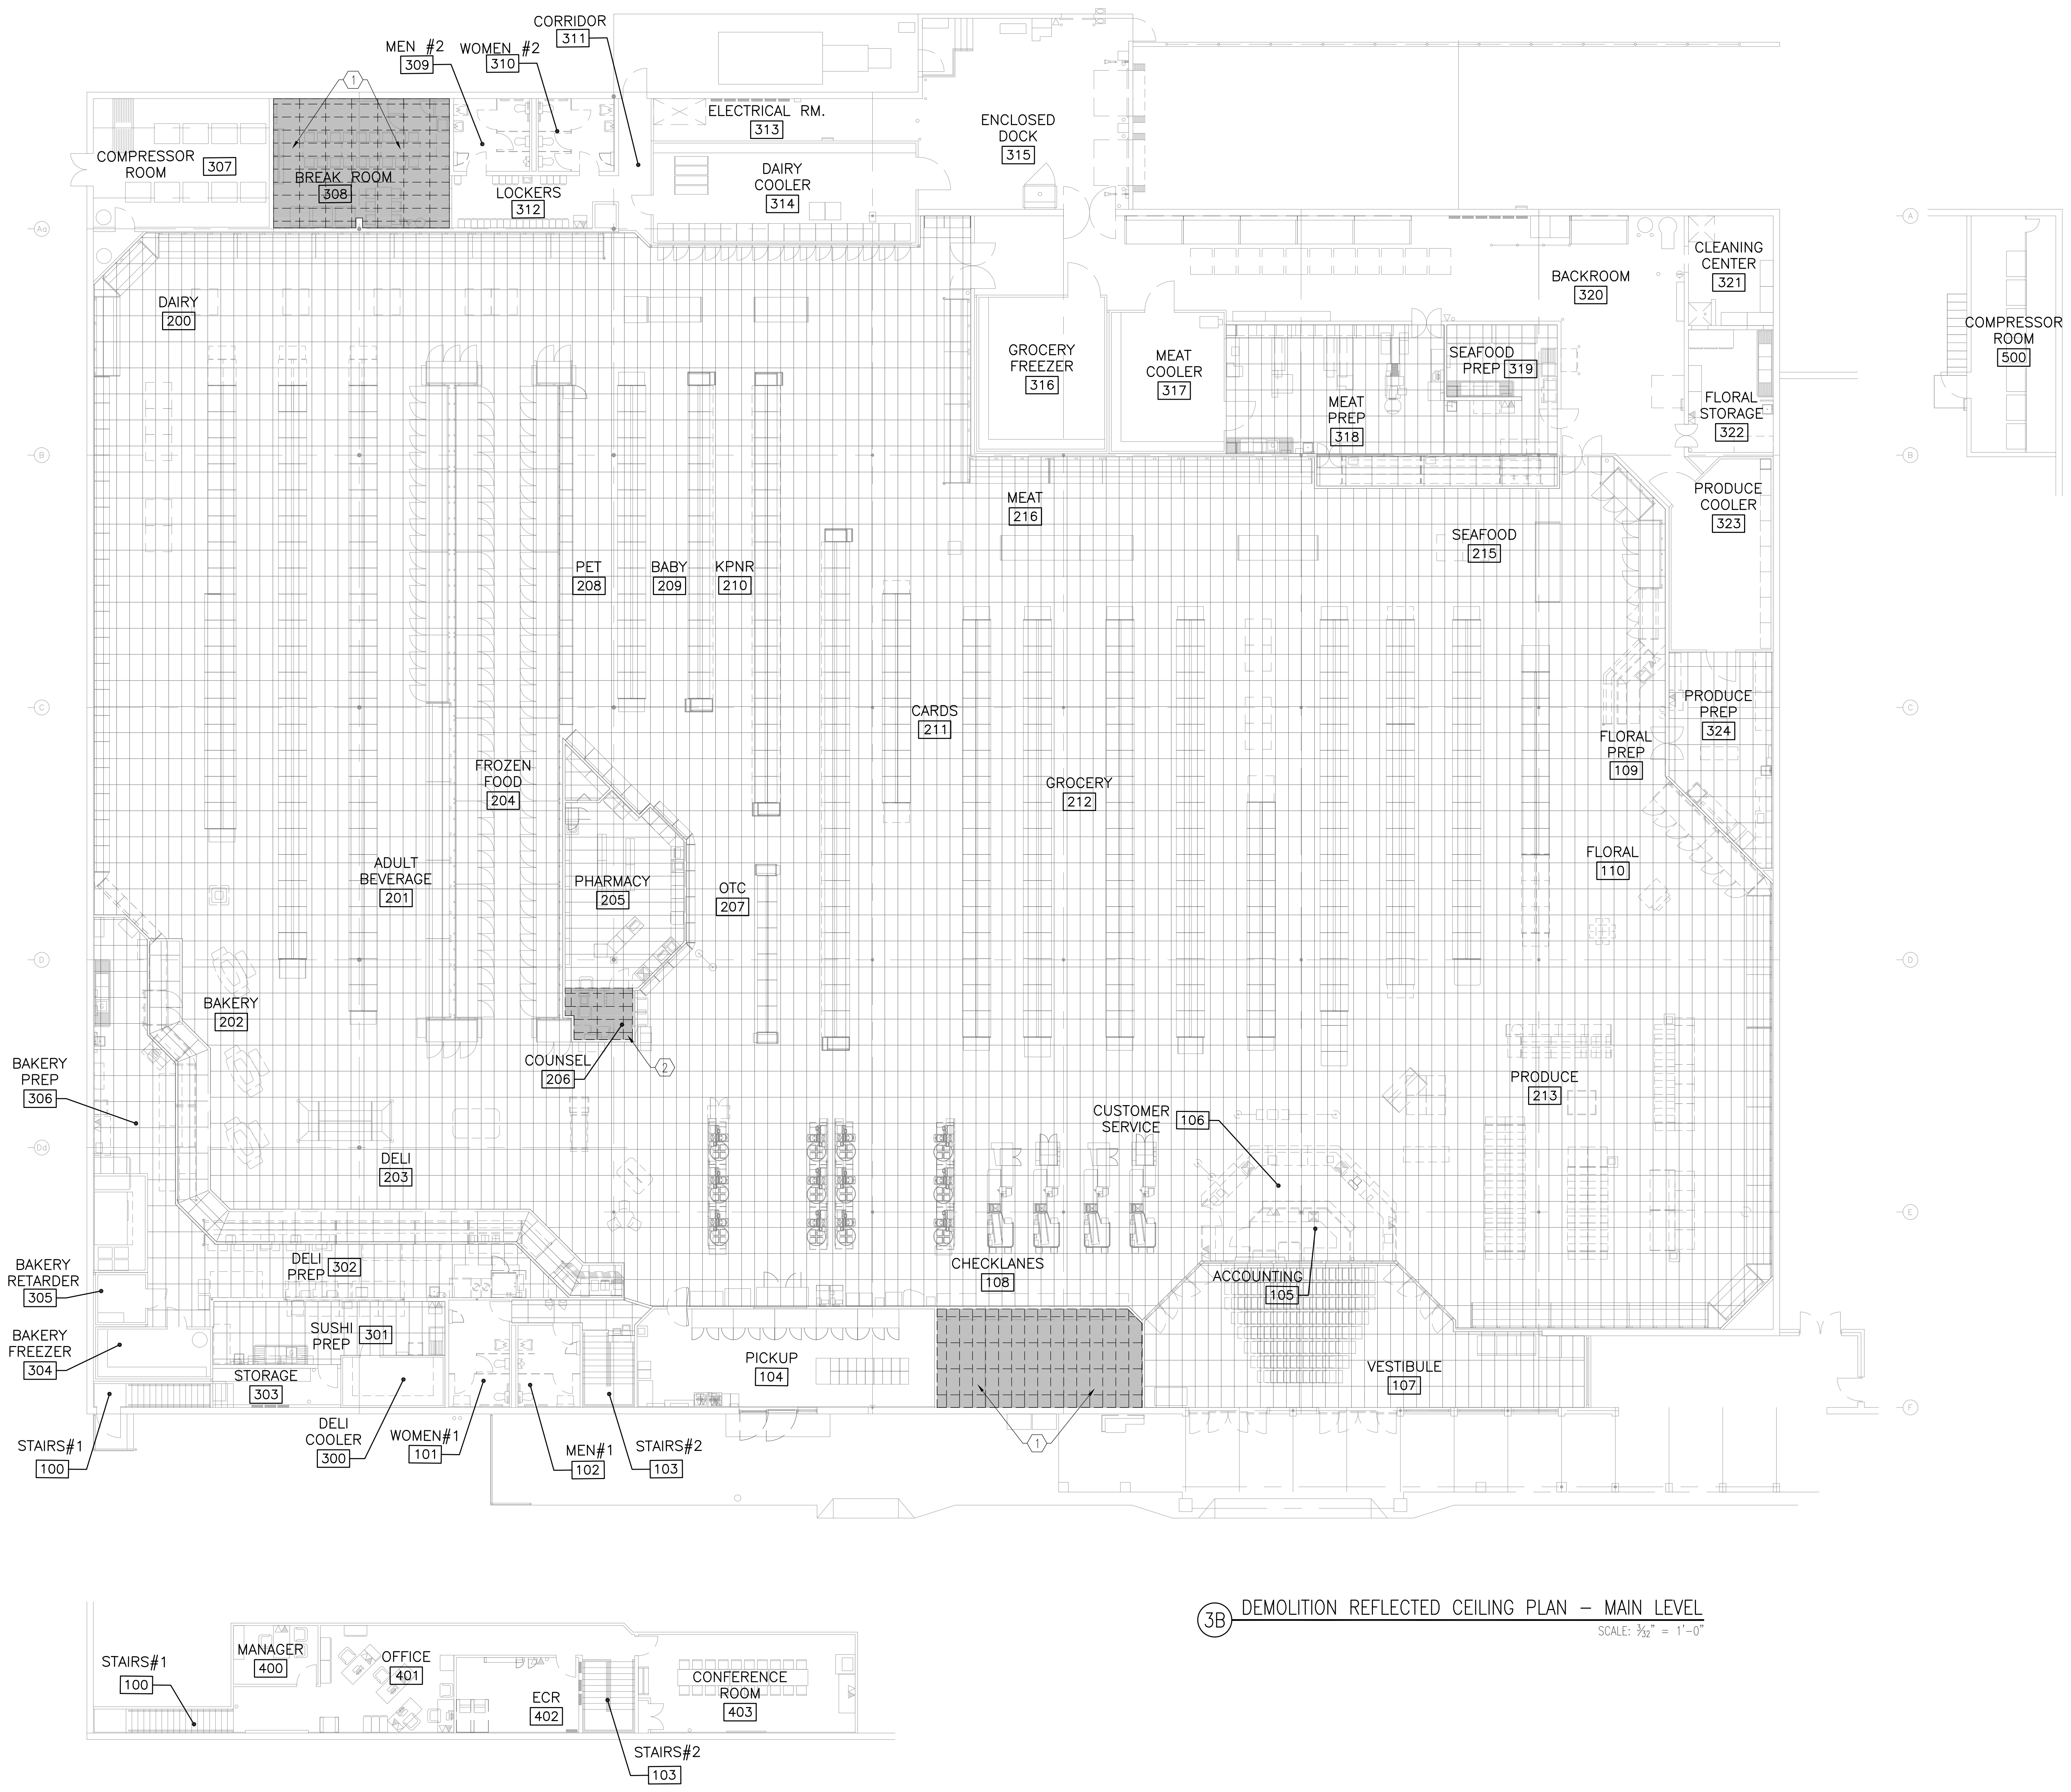 CORRIDOR
311
MEN #2
309
WOMEN #2
310
1
ELECTRICAL RM.
313
ENCLOSED
DOCK
315
COMPRESSOR
ROOM
307
BREAK ROOM
308
LOCKERS
312
DAIRY
COOLER
314
Aa
A
CLEANING
CENTER
321
BACKROOM
320
DAIRY
200
COMPRESSOR
ROOM
500
GROCERY
FREEZER
316
MEAT
COOLER
317
SEAFOOD
PREP
319
MEAT
PREP
318
FLORAL
STORAGE
322
B
B
MEAT
216
PRODUCE
COOLER
323
SEAFOOD
215
PET
208
BABY
209
KPNR
210
C
C
CARDS
211
PRODUCE
PREP
324
FLORAL
PREP
109
FROZEN
FOOD
204
GROCERY
212
ADULT
BEVERAGE
201
PHARMACY
205
OTC
207
FLORAL
110
D
D
BAKERY
202
COUNSEL
206
2
BAKERY
PREP
306
PRODUCE
213
CUSTOMER
SERVICE
106
Dd
DELI
203
E
DELI
PREP
302
BAKERY
RETARDER
305
CHECKLANES
108
ACCOUNTING
105
SUSHI
PREP
301
BAKERY
FREEZER
304
STORAGE
303
PICKUP
104
VESTIBULE
107
F
STAIRS#1
100
DELI
COOLER
300
WOMEN#1
101
MEN#1
102
STAIRS#2
103
1
3B
DEMOLITION REFLECTED CEILING PLAN – MAIN LEVEL
SCALE: 3/32" = 1'-0"
STAIRS#1
100
MANAGER
400
OFFICE
401
ECR
402
CONFERENCE
ROOM
403
STAIRS#2
103